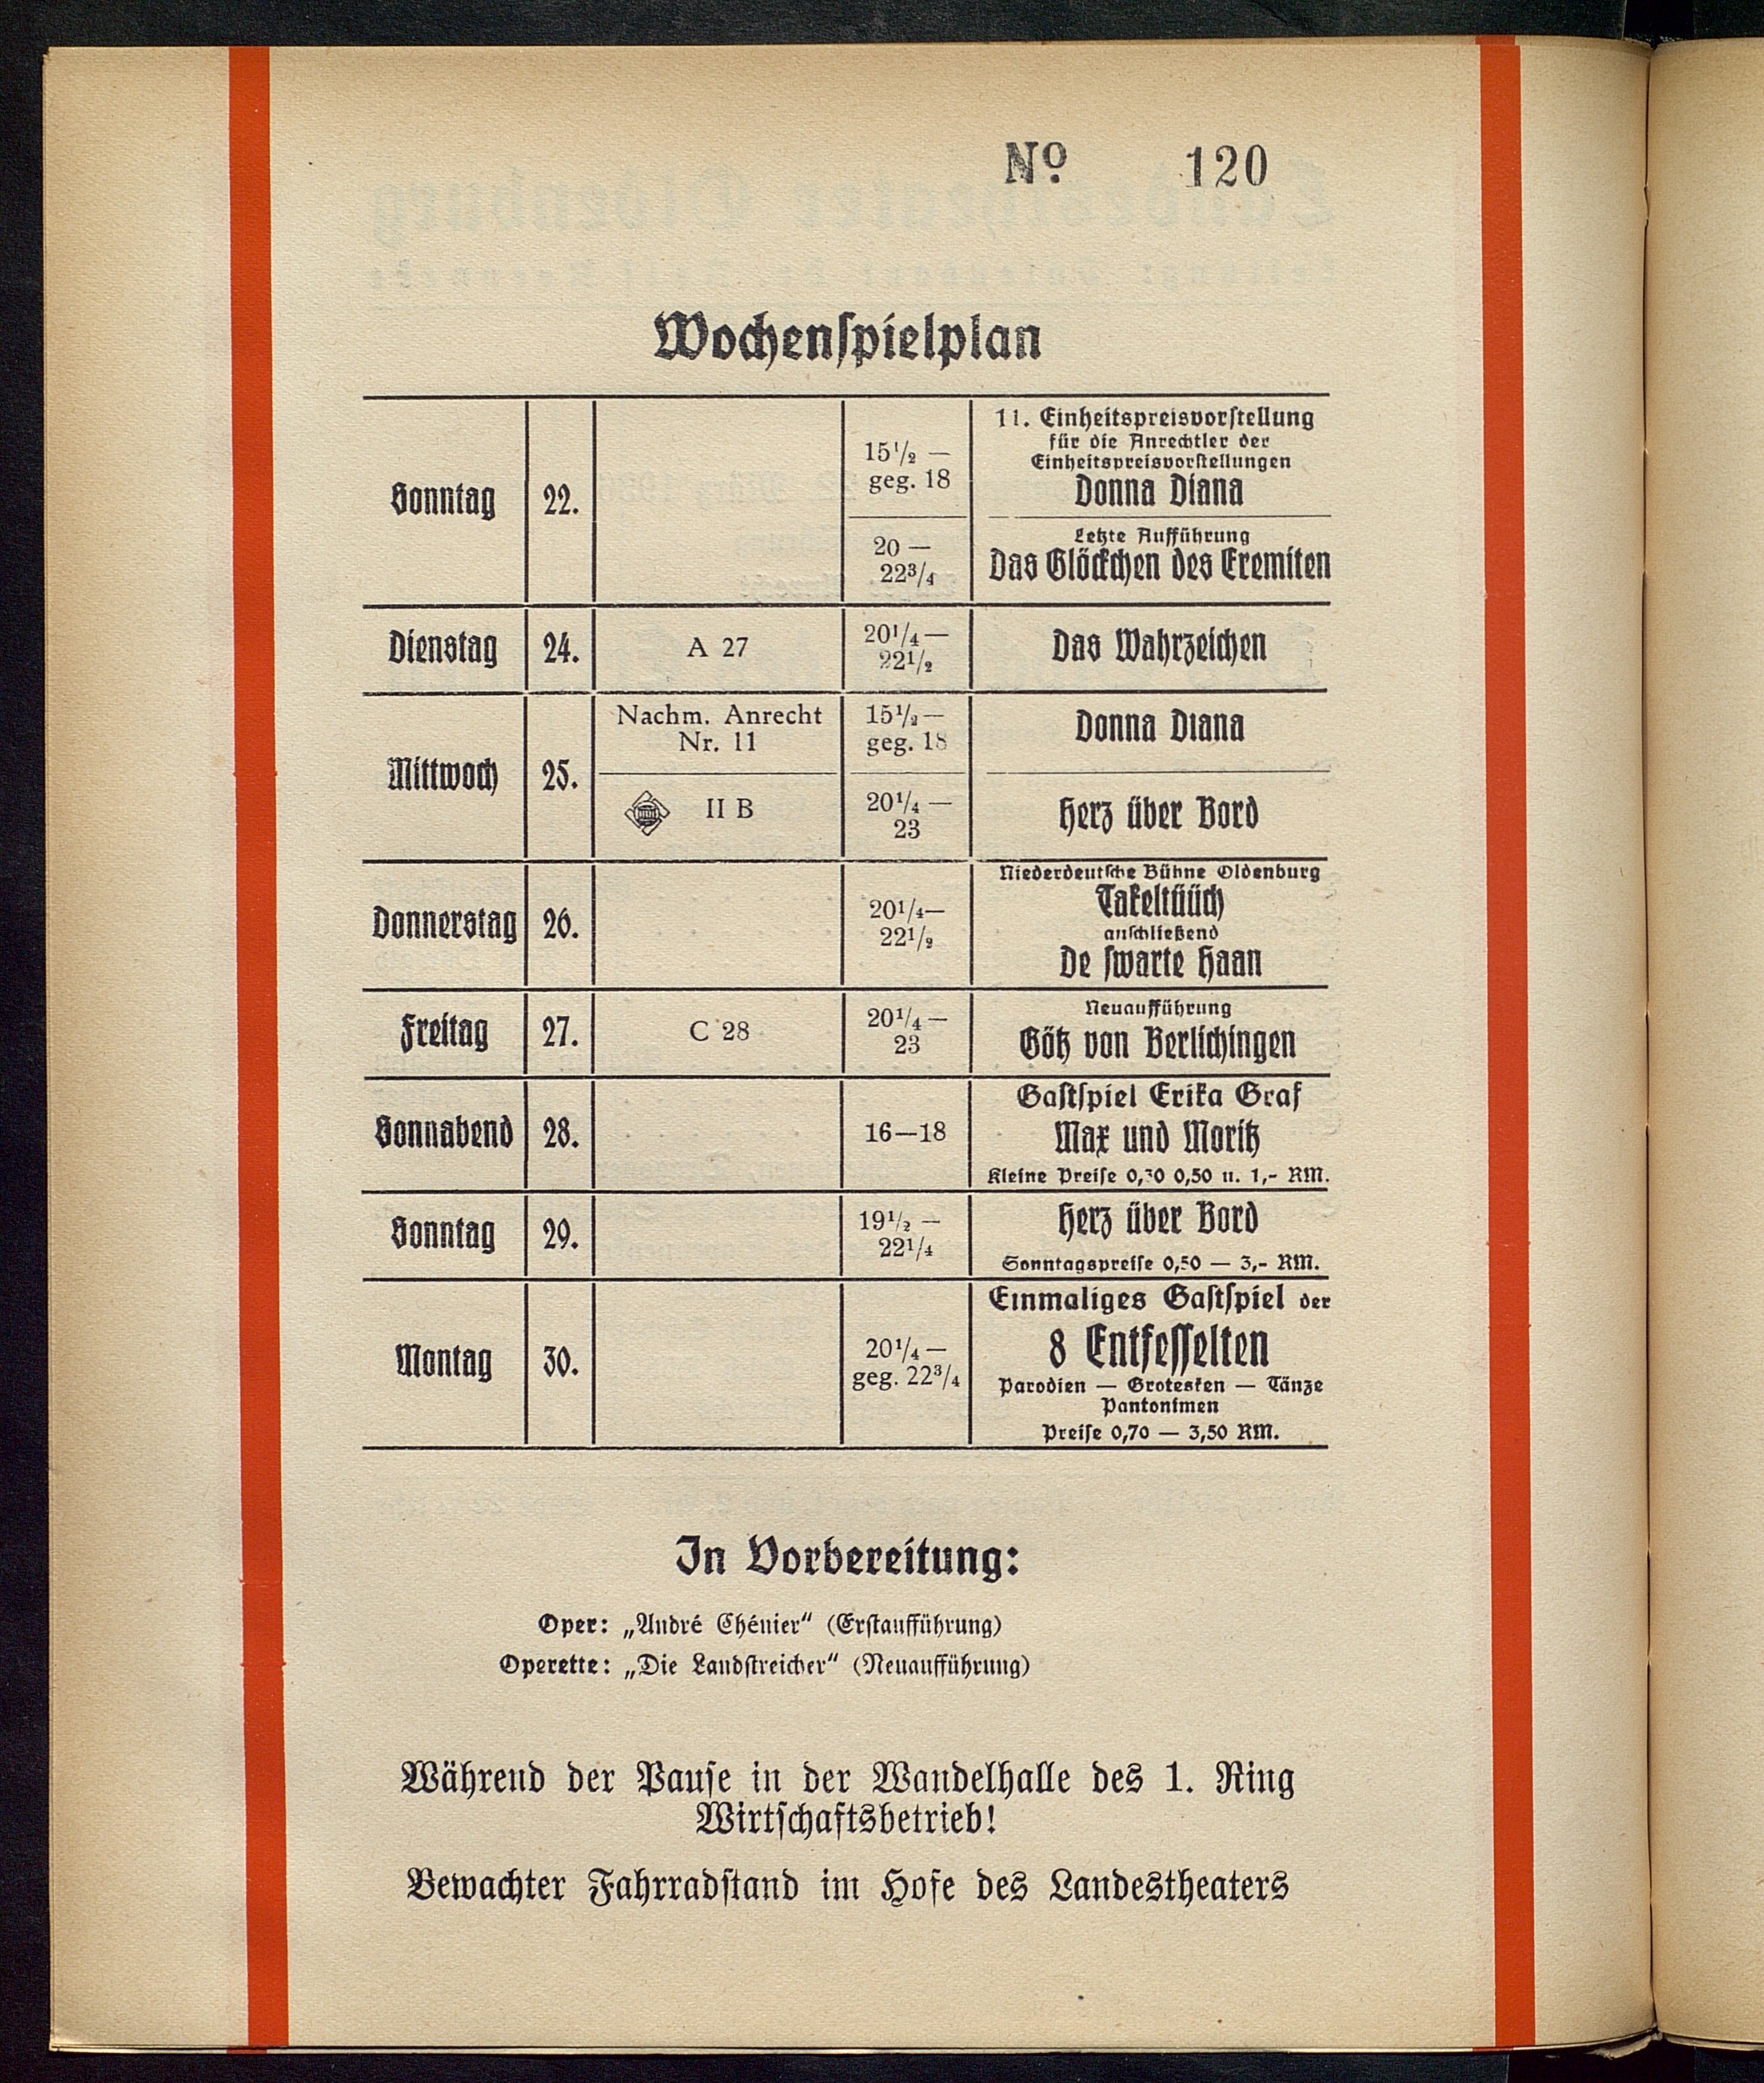 Nº 120
Wochenspielplan
Sonntag 22.
15½ —
geg. 18
11. Einheitspreisvorstellung
für die Anrechtler der
Einheitspreisvorstellungen
Donna Diana
20 —
22¾
Letzte Aufführung
Das Glöckchen des Eremiten
Dienstag 24. A 27
20¼ —
22½
Das Wahrzeichen
Mittwoch 25.
Nachm. Anrecht
Nr. 11
15½ —
geg. 18
Donna Diana
II B
20¼ —
23
Herz über Bord
Donnerstag 26.
20¼—
22½
Niederdeutsche Bühne Oldenburg
Takeltüüch
anschließend
De swarte Haan
Freitag 27. C 28
20¼ —
23
Neuaufführung
Götz von Berlichingen
Sonnabend 28.
16—18
Gastspiel Erika Graf
Max und Moritz
Kleine Preise 0,30 0,50 u. 1,- RM.
Sonntag 29.
19½ —
22¼
Herz über Bord
Sonntagspreise 0,50 — 3,- RM.
Montag 30.
20¼ —
geg. 22¾
Einmaliges Gastspiel der
8 Entfesselten
Parodien — Grotesken — Tänze
Pantonimen
Preise 0,70 — 3,50 RM.
In Vorbereitung:
Oper: „André Chénier“ (Erstaufführung)
Operette: „Die Landstreicher“ (Neuaufführung)
Während der Pause in der Wandelhalle des 1. Ring
Wirtschaftsbetrieb!
Bewachter Fahrradstand im Hofe des Landestheaters